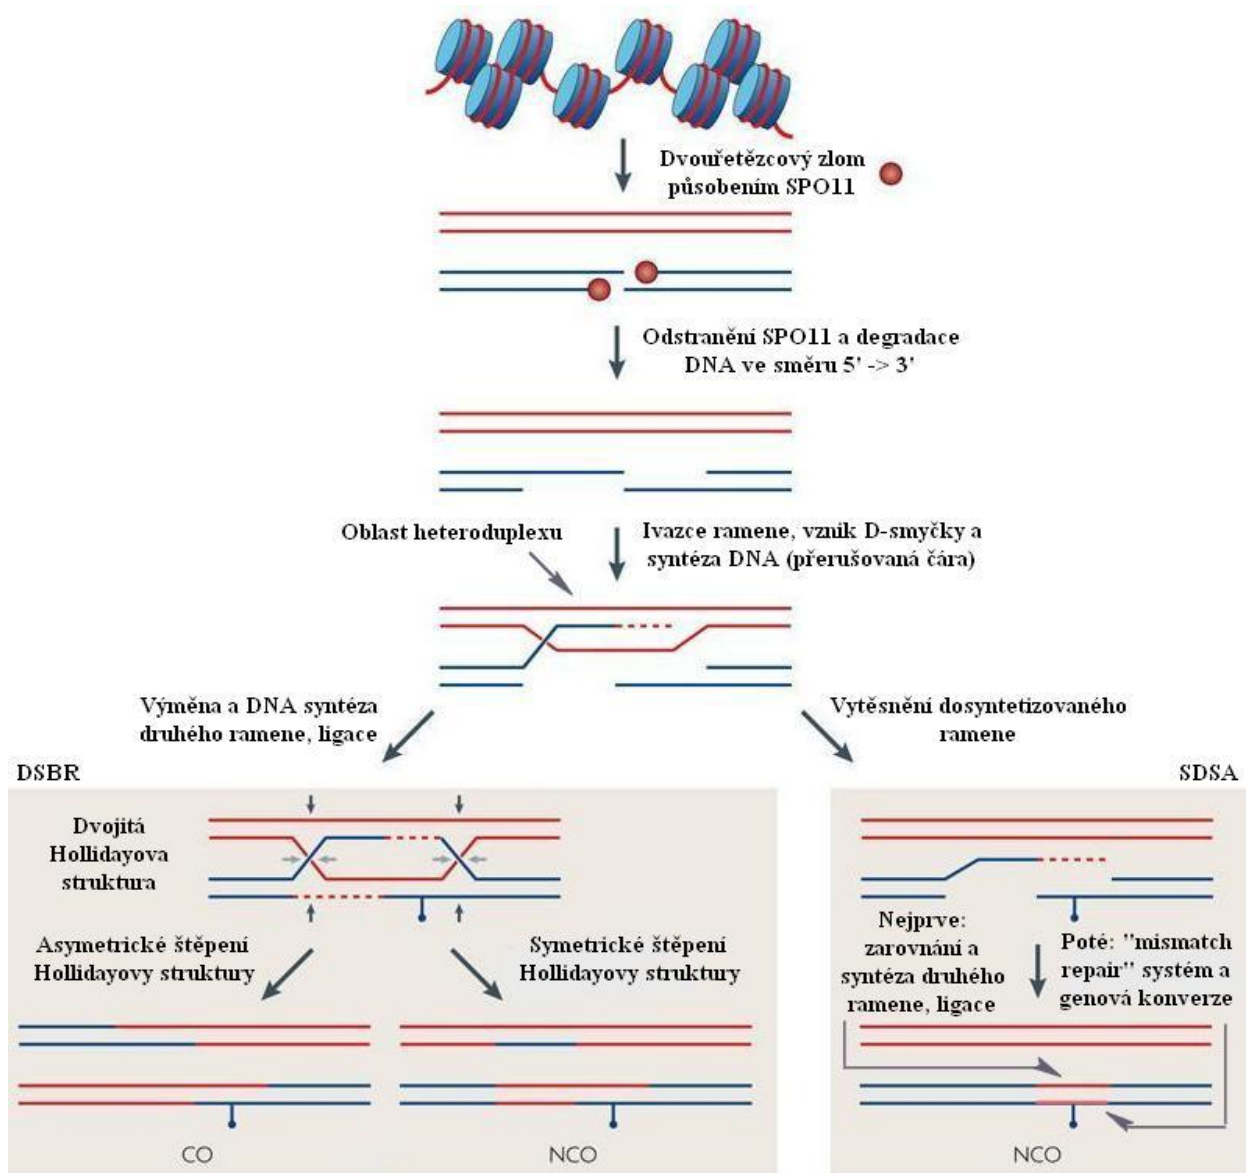 Dvouřetězcový zlom
působením SPO11
Odstranění SPO11 a degradace
DNA ve směru 5' -> 3'
Oblast heteroduplexu
Ivazce ramene, vznik D-smyčky a
syntéza DNA (přerušovaná čára)
Výměna a DNA syntéza
druhého ramene, ligace
Vytěsnění dosyntetizovaného
ramene
DSBR
SDSA
Dvojitá
Hollidayova
struktura
Asymetrické štěpení
Hollidayovy struktury
Symetrické štěpení
Hollidayovy struktury
Nejprve:
zarovnání a
syntéza druhého
ramene, ligace
Poté: "mismatch
repair" systém a
genová konverze
CO
NCO
NCO